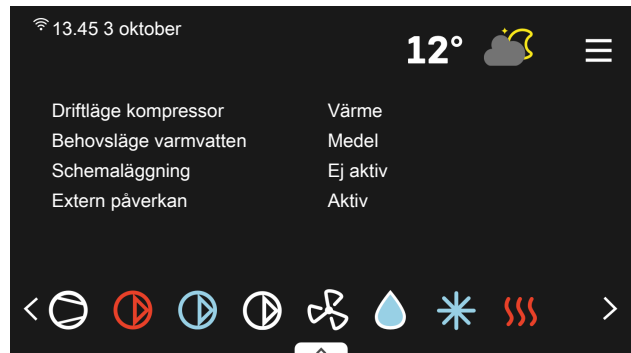 13.45 3 oktober
12°
Driftläge kompressor Värme
Behovsläge varmvatten Medel
Schemaläggning Ej aktiv
Extern påverkan Aktiv